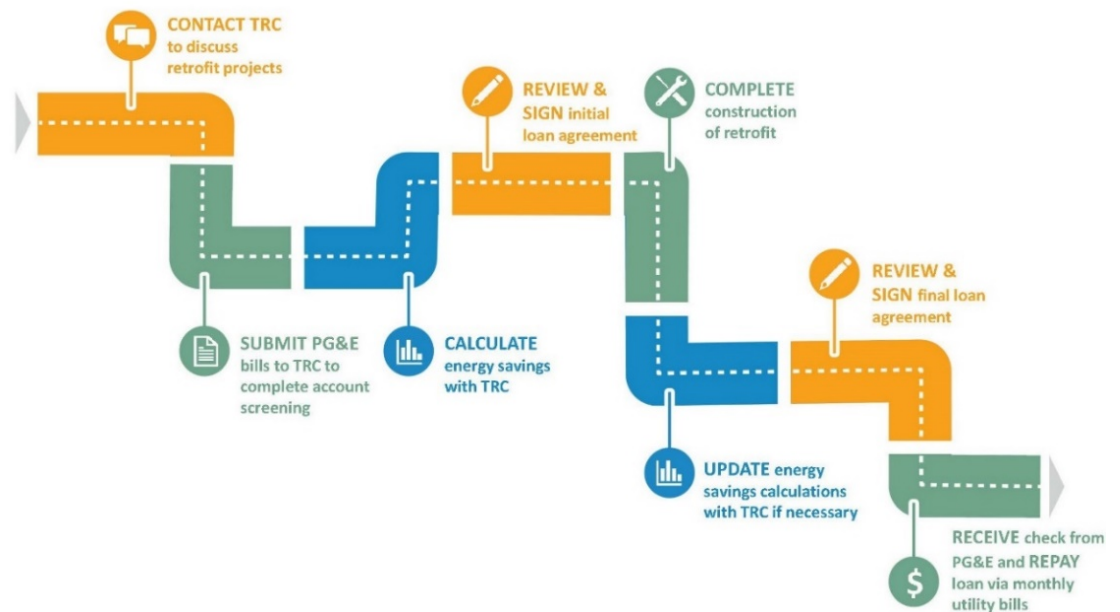 CONTACT TRC
to discuss
retrofit projects
SUBMIT PG&E
bills to TRC to
complete account
screening
CALCULATE
energy savings
with TRC
REVIEW &
SIGN initial
loan agreement
COMPLETE
construction
of retrofit
UPDATE energy
savings calculations
with TRC if necessary
REVIEW &
SIGN final loan
agreement
$
RECEIVE check from
PG&E and REPAY
loan via monthly
utility bills